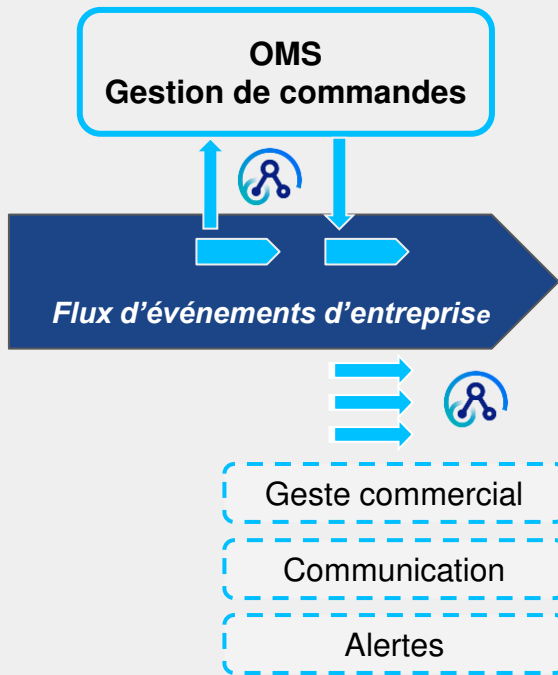 OMS
Gestion de commandes
Flux d’événements d’entreprise
Geste commercial
Communication
Alertes